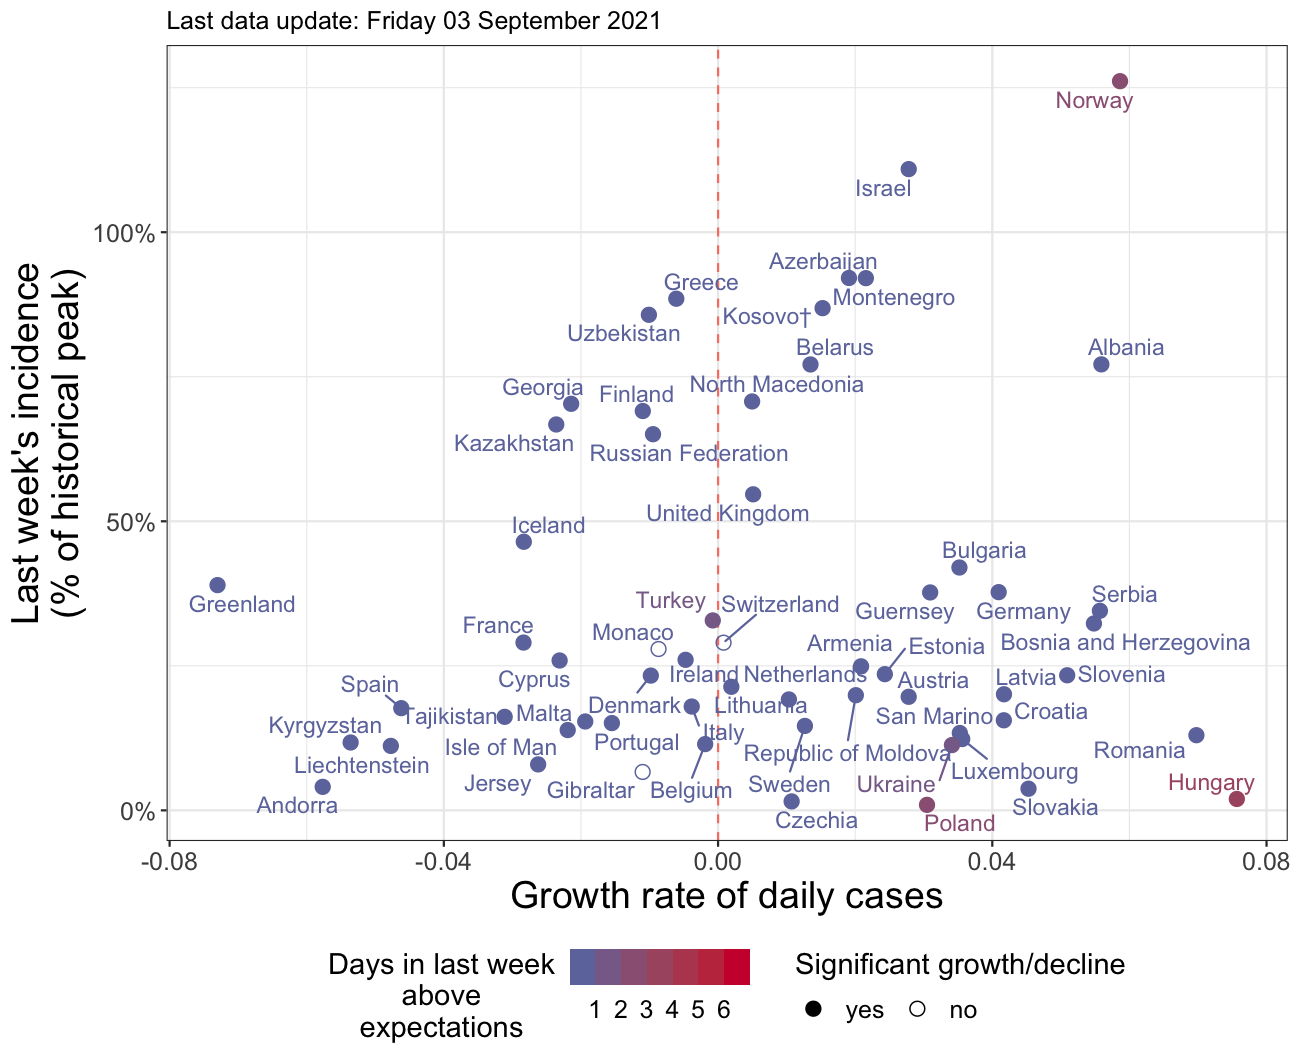 Last data update: Friday 03 September 2021
Last week's incidence
(% of historical peak)
100%
50%
0%
Norway
Israel
Azerbaijan
Greece
Montenegro
Kosovo†
Uzbekistan
Belarus
Albania
North Macedonia
Georgia
Finland
Kazakhstan
Russian Federation
United Kingdom
Iceland
Bulgaria
Greenland
Turkey
Switzerland
Guernsey
Germany
Serbia
France
Monaco
Armenia
Estonia
Bosnia and Herzegovina
Cyprus
Ireland
Netherlands
Austria
Latvia
Slovenia
Spain
Denmark
Lithuania
Tajikistan
Malta
San Marino
Croatia
Kyrgyzstan
Isle of Man
Portugal
Italy
Republic of Moldova
Romania
Liechtenstein
Luxembourg
Jersey
Gibraltar
Belgium
Sweden
Ukraine
Hungary
Andorra
Czechia
Poland
Slovakia
-0.08
-0.04
0.00
0.04
0.08
Growth rate of daily cases
Days in last week
above
expectations
1 2 3 4 5 6
Significant growth/decline
yes no